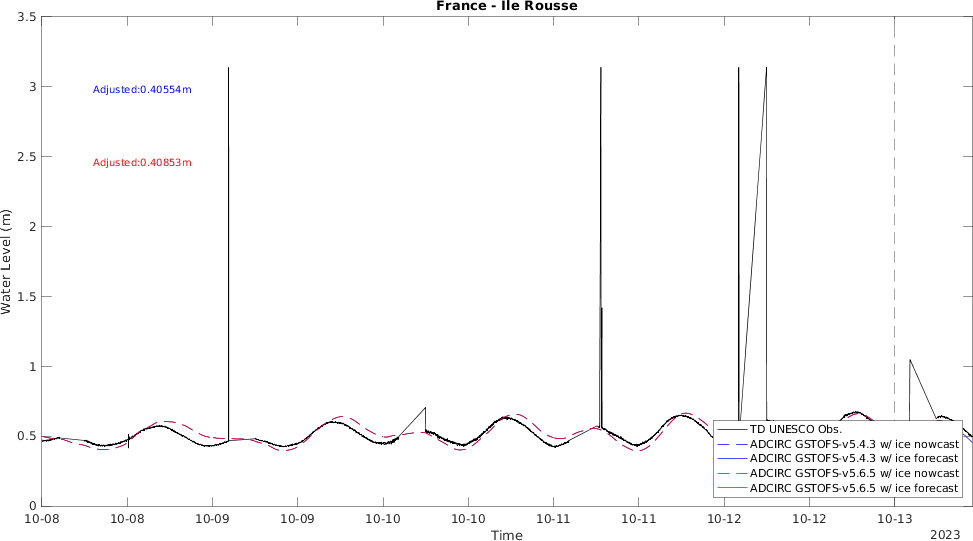 France - Ile Rousse
3.5
3
2.5
2
1.5
1
0.5
0
Water Level (m)
Adjusted:0.40554m
Adjusted:0.40853m
TD UNESCO Obs.
ADCIRC GSTOFS-v5.4.3 w/ ice nowcast
ADCIRC GSTOFS-v5.4.3 w/ ice forecast
ADCIRC GSTOFS-v5.6.5 w/ ice nowcast
ADCIRC GSTOFS-v5.6.5 w/ ice forecast
10-08 10-08 10-09 10-09 10-10 10-10 10-11 10-11 10-12 10-12 10-13
Time
2023